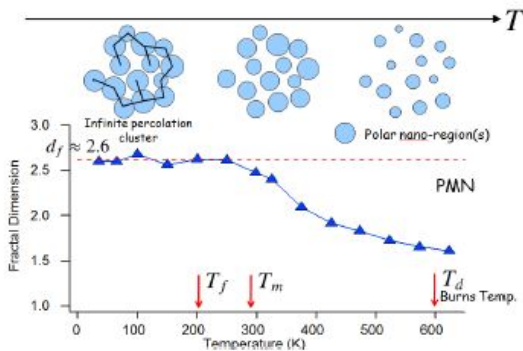 T
Infinite percolation
cluster
Polar nano-region(s)
3.0
d_f ≈ 2.6
PMN
2.5
2.0
1.5
1.0
Fractal Dimension
T_f
T_m
T_d
Burns Temp.
0
100
200
300
400
500
600
Temperature (K)